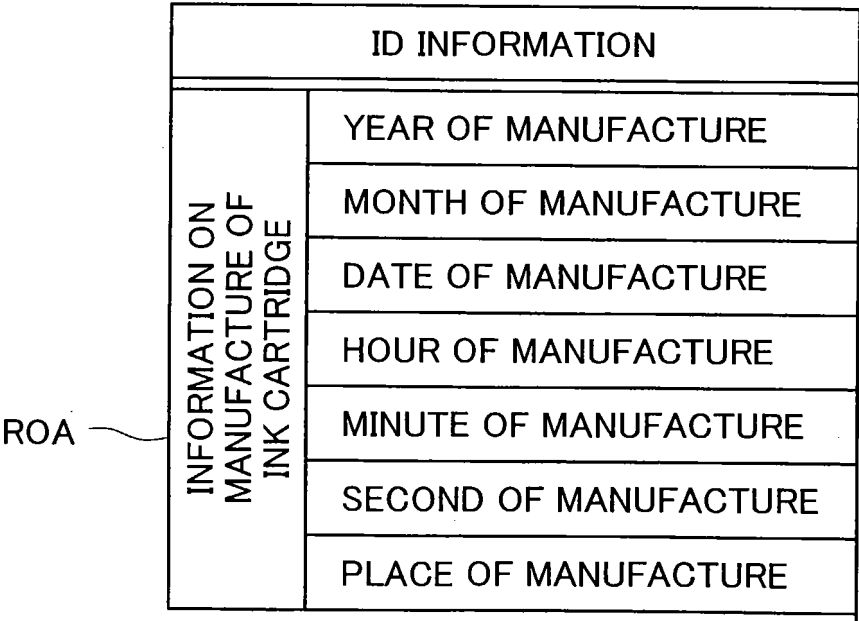 ID INFORMATION
INFORMATION ON
MANUFACTURE OF
INK CARTRIDGE
YEAR OF MANUFACTURE
MONTH OF MANUFACTURE
DATE OF MANUFACTURE
HOUR OF MANUFACTURE
MINUTE OF MANUFACTURE
SECOND OF MANUFACTURE
PLACE OF MANUFACTURE
ROA